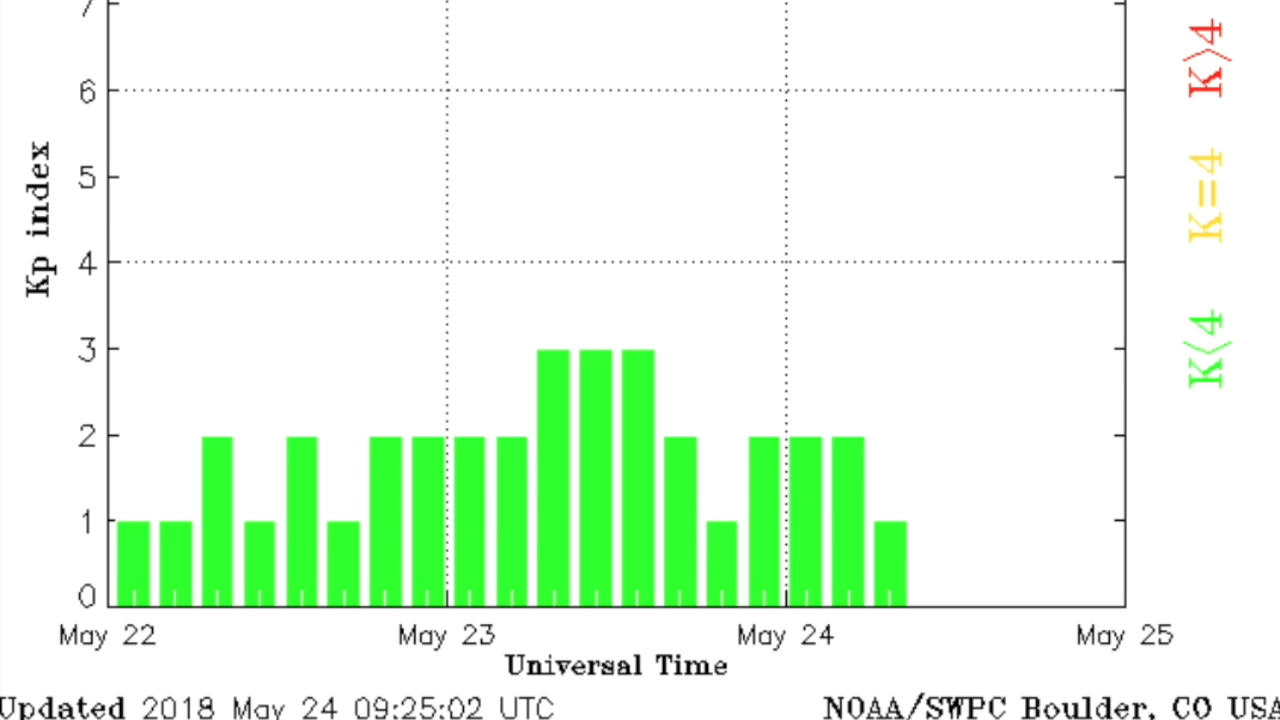 7
6
5
4
3
2
1
0
Kp index
K>4
K=4
K<4
May 22 May 23 May 24 May 25
Universal Time
Updated 2018 May 24 09:25:02 UTC NOAA/SWPC Boulder, CO USA